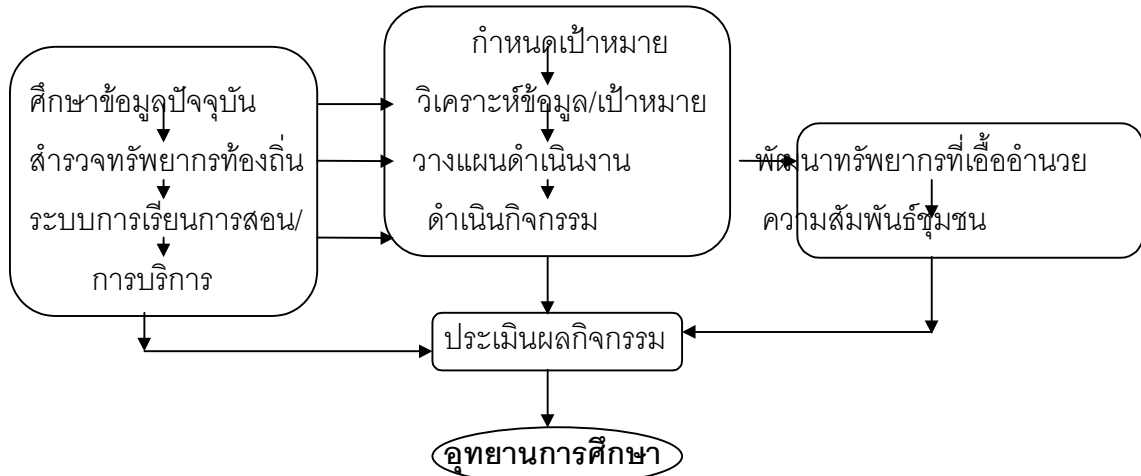 ศึกษาข้อมูลปัจจุบัน
สำรวจทรัพยากรท้องถิ่น
ระบบการเรียนการสอน/
การบริการ
กำหนดเป้าหมาย
วิเคราะห์ข้อมูล/เป้าหมาย
วางแผนดำเนินงาน
ดำเนินกิจกรรม
พัฒนาทรัพยากรที่เอื้ออำนวย
ความสัมพันธ์ชุมชน
ประเมินผลกิจกรรม
อุทยานการศึกษา